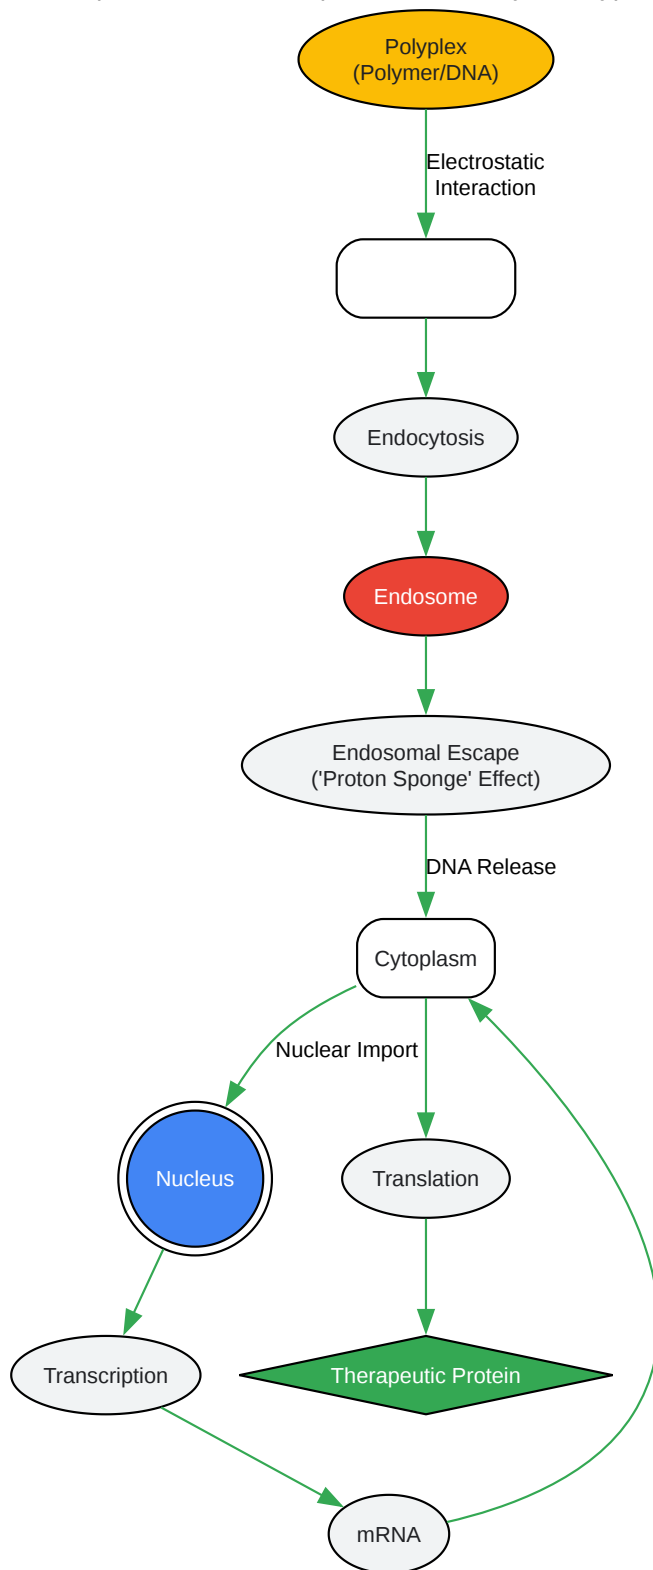 Polyplex
(Polymer/DNA)
Electrostatic
Interaction
Endocytosis
Endosome
Endosomal Escape
('Proton Sponge' Effect)
DNA Release
Cytoplasm
Nuclear Import
Nucleus
Translation
Transcription
Therapeutic Protein
mRNA